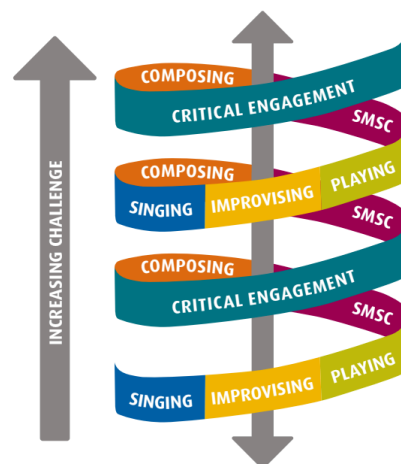 COMPOSING
CRITICAL ENGAGEMENT
SMSC
COMPOSING
SINGING IMPROVISING PLAYING
SMSC
COMPOSING
CRITICAL ENGAGEMENT
SMSC
SINGING IMPROVISING PLAYING
INCREASING CHALLENGE